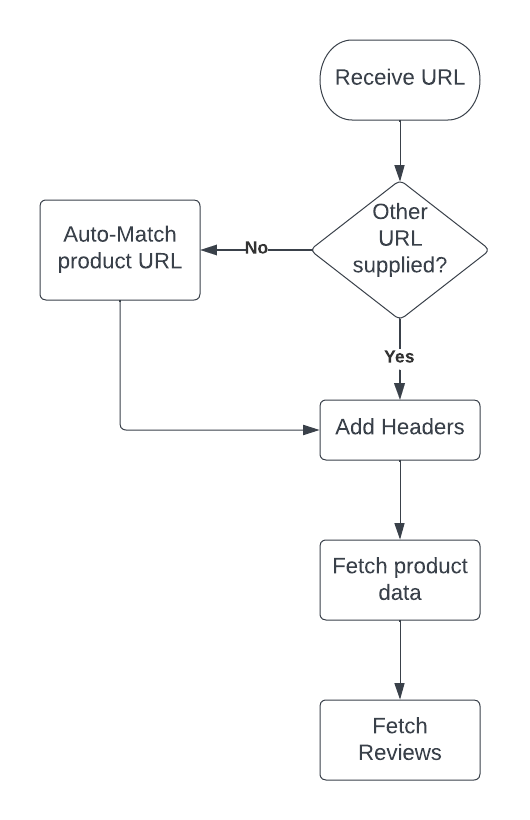 Receive URL
Other
URL
supplied?
No
Auto-Match
product URL
Yes
Add Headers
Fetch product
data
Fetch
Reviews